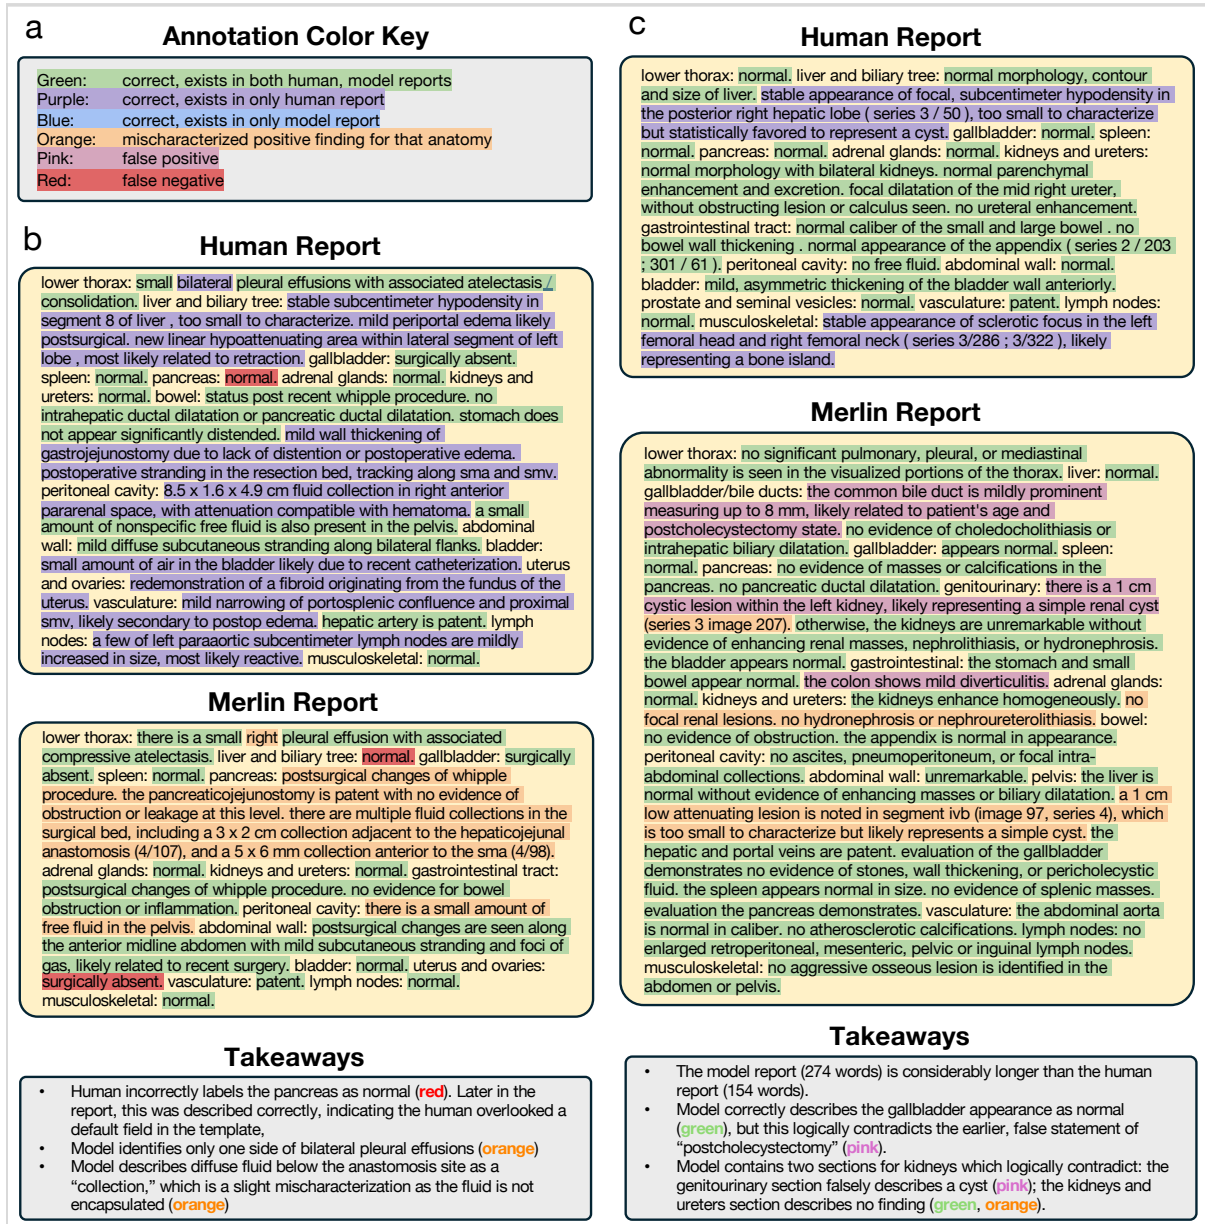 a
Annotation Color Key
Green: correct, exists in both human, model reports
Purple: correct, exists in only human report
Blue: correct, exists in only model report
Orange: mischaracterized positive finding for that anatomy
Pink: false positive
Red: false negative
b
Human Report
lower thorax: small bilateral pleural effusions with associated atelectasis /
consolidation. liver and biliary tree: stable subcentimeter hypodensity in
segment 8 of liver , too small to characterize. mild periportal edema likely
postsurgical. new linear hypoattenuating area within lateral segment of left
lobe , most likely related to retraction. gallbladder: surgically absent.
spleen: normal. pancreas: normal. adrenal glands: normal. kidneys and
ureters: normal. bowel: status post recent whipple procedure. no
intrahepatic ductal dilatation or pancreatic ductal dilatation. stomach does
not appear significantly distended. mild wall thickening of
gastrojejunostomy due to lack of distention or postoperative edema.
postoperative stranding in the resection bed, tracking along sma and smv.
peritoneal cavity: 8.5 x 1.6 x 4.9 cm fluid collection in right anterior
pararenal space, with attenuation compatible with hematoma. a small
amount of nonspecific free fluid is also present in the pelvis. abdominal
wall: mild diffuse subcutaneous stranding along bilateral flanks. bladder:
small amount of air in the bladder likely due to recent catheterization. uterus
and ovaries: redemonstration of a fibroid originating from the fundus of the
uterus. vasculature: mild narrowing of portosplenic confluence and proximal
smv, likely secondary to postop edema. hepatic artery is patent. lymph
nodes: a few of left paraaortic subcentimeter lymph nodes are mildly
increased in size, most likely reactive. musculoskeletal: normal.
Merlin Report
lower thorax: there is a small right pleural effusion with associated
compressive atelectasis. liver and biliary tree: normal. gallbladder: surgically
absent. spleen: normal. pancreas: postsurgical changes of whipple
procedure. the pancreaticojejunostomy is patent with no evidence of
obstruction or leakage at this level. there are multiple fluid collections in the
surgical bed, including a 3 x 2 cm collection adjacent to the hepaticojejunal
anastomosis (4/107), and a 5 x 6 mm collection anterior to the sma (4/98).
adrenal glands: normal. kidneys and ureters: normal. gastrointestinal tract:
postsurgical changes of whipple procedure. no evidence for bowel
obstruction or inflammation. peritoneal cavity: there is a small amount of
free fluid in the pelvis. abdominal wall: postsurgical changes are seen along
the anterior midline abdomen with mild subcutaneous stranding and foci of
gas, likely related to recent surgery. bladder: normal. uterus and ovaries:
surgically absent. vasculature: patent. lymph nodes: normal.
musculoskeletal: normal.
Takeaways
• Human incorrectly labels the pancreas as normal (red). Later in the
report, this was described correctly, indicating the human overlooked a
default field in the template,
• Model identifies only one side of bilateral pleural effusions (orange)
• Model describes diffuse fluid below the anastomosis site as a
“collection,” which is a slight mischaracterization as the fluid is not
encapsulated (orange)
c
Human Report
lower thorax: normal. liver and biliary tree: normal morphology, contour
and size of liver. stable appearance of focal, subcentimeter hypodensity in
the posterior right hepatic lobe ( series 3 / 50 ), too small to characterize
but statistically favored to represent a cyst. gallbladder: normal. spleen:
normal. pancreas: normal. adrenal glands: normal. kidneys and ureters:
normal morphology with bilateral kidneys. normal parenchymal
enhancement and excretion. focal dilatation of the mid right ureter,
without obstructing lesion or calculus seen. no ureteral enhancement.
gastrointestinal tract: normal caliber of the small and large bowel . no
bowel wall thickening . normal appearance of the appendix ( series 2 / 203
; 301 / 61 ). peritoneal cavity: no free fluid. abdominal wall: normal.
bladder: mild, asymmetric thickening of the bladder wall anteriorly.
prostate and seminal vesicles: normal. vasculature: patent. lymph nodes:
normal. musculoskeletal: stable appearance of sclerotic focus in the left
femoral head and right femoral neck ( series 3/286 ; 3/322 ), likely
representing a bone island.
Merlin Report
lower thorax: no significant pulmonary, pleural, or mediastinal
abnormality is seen in the visualized portions of the thorax. liver: normal.
gallbladder/bile ducts: the common bile duct is mildly prominent
measuring up to 8 mm, likely related to patient's age and
postcholecystectomy state. no evidence of choledocholithiasis or
intrahepatic biliary dilatation. gallbladder: appears normal. spleen:
normal. pancreas: no evidence of masses or calcifications in the
pancreas. no pancreatic ductal dilatation. genitourinary: there is a 1 cm
cystic lesion within the left kidney, likely representing a simple renal cyst
(series 3 image 207). otherwise, the kidneys are unremarkable without
evidence of enhancing renal masses, nephrolithiasis, or hydronephrosis.
the bladder appears normal. gastrointestinal: the stomach and small
bowel appear normal. the colon shows mild diverticulitis. adrenal glands:
normal. kidneys and ureters: the kidneys enhance homogeneously. no
focal renal lesions. no hydronephrosis or nephroureterolithiasis. bowel:
no evidence of obstruction. the appendix is normal in appearance.
peritoneal cavity: no ascites, pneumoperitoneum, or focal intra-
abdominal collections. abdominal wall: unremarkable. pelvis: the liver is
normal without evidence of enhancing masses or biliary dilatation. a 1 cm
low attenuating lesion is noted in segment ivb (image 97, series 4), which
is too small to characterize but likely represents a simple cyst. the
hepatic and portal veins are patent. evaluation of the gallbladder
demonstrates no evidence of stones, wall thickening, or pericholecystic
fluid. the spleen appears normal in size. no evidence of splenic masses.
evaluation the pancreas demonstrates. vasculature: the abdominal aorta
is normal in caliber. no atherosclerotic calcifications. lymph nodes: no
enlarged retroperitoneal, mesenteric, pelvic or inguinal lymph nodes.
musculoskeletal: no aggressive osseous lesion is identified in the
abdomen or pelvis.
Takeaways
• The model report (274 words) is considerably longer than the human
report (154 words).
• Model correctly describes the gallbladder appearance as normal
(green), but this logically contradicts the earlier, false statement of
“postcholecystectomy” (pink).
• Model contains two sections for kidneys which logically contradict: the
genitourinary section falsely describes a cyst (pink); the kidneys and
ureters section describes no finding (green, orange).